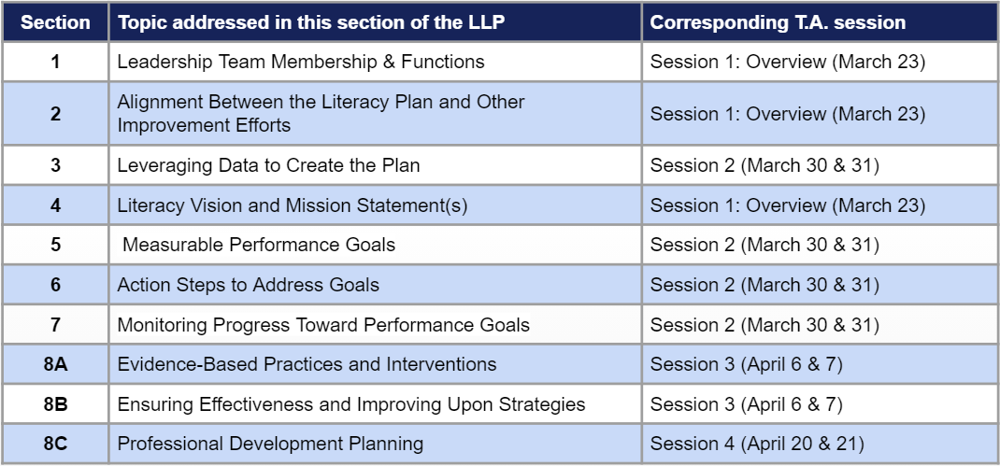 Section Topic addressed in this section of the LLP Corresponding T.A. session
1 Leadership Team Membership & Functions Session 1: Overview (March 23)
2 Alignment Between the Literacy Plan and Other Improvement Efforts Session 1: Overview (March 23)
3 Leveraging Data to Create the Plan Session 2 (March 30 & 31)
4 Literacy Vision and Mission Statement(s) Session 1: Overview (March 23)
5 Measurable Performance Goals Session 2 (March 30 & 31)
6 Action Steps to Address Goals Session 2 (March 30 & 31)
7 Monitoring Progress Toward Performance Goals Session 2 (March 30 & 31)
8A Evidence-Based Practices and Interventions Session 3 (April 6 & 7)
8B Ensuring Effectiveness and Improving Upon Strategies Session 3 (April 6 & 7)
8C Professional Development Planning Session 4 (April 20 & 21)